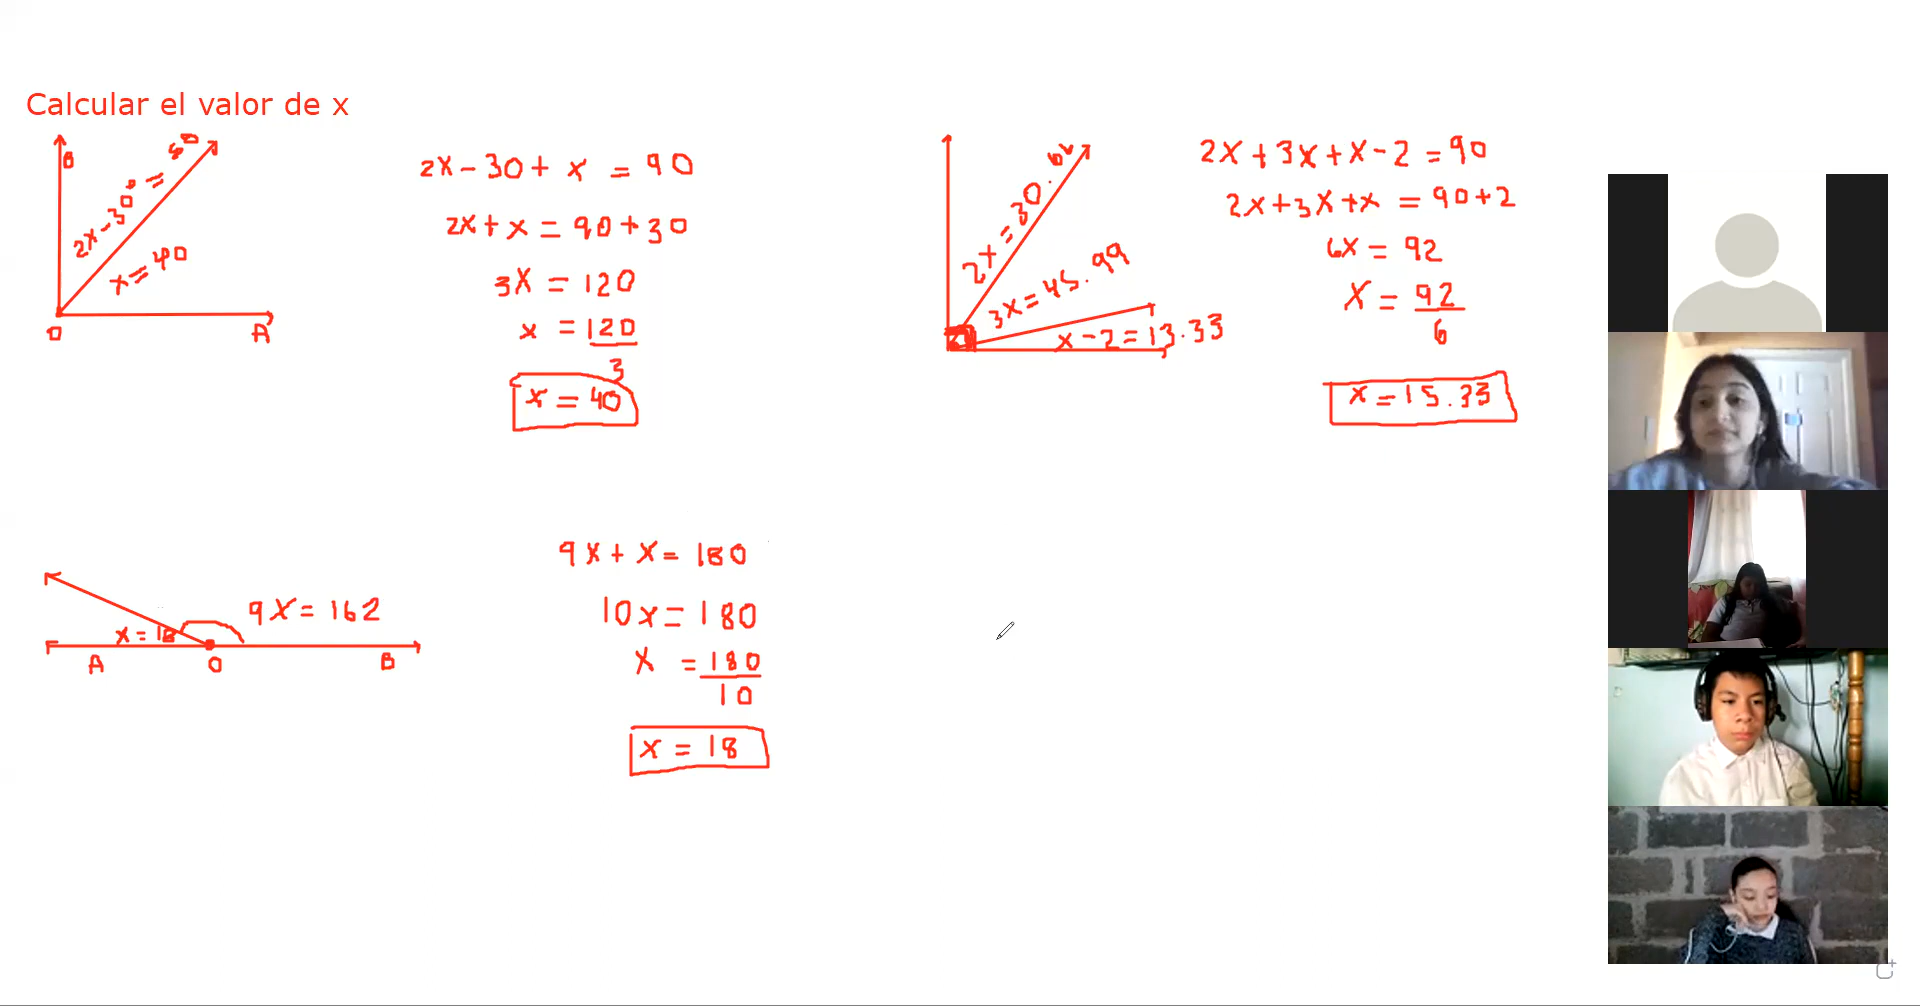 Calcular el valor de x
B
2x-30°=50
x=40
O
A
2x-30+x=90
2x+x=90+30
3x=120
x=120
3
x=40
2x=30.66
3x=45.99
x-2=13.33
2x+3x+x-2=90
2x+3x+x=90+2
6x=92
x=92
6
x=15.33
x=18
9x=162
A
O
B
9x+x=180
10x=180
x=180
10
x=18